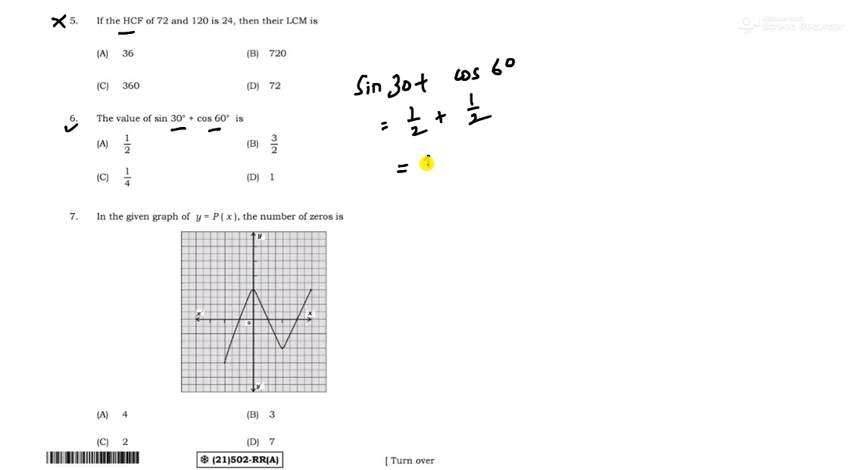 5. If the HCF of 72 and 120 is 24, then their LCM is
(A) 36 (B) 720
(C) 360 (D) 72
6. The value of sin 30° + cos 60° is
(A) 1/2 (B) 3/2
(C) 1/4 (D) 1
sin 30 + cos 60
= 1/2 + 1/2
=
7. In the given graph of y = P ( x ), the number of zeros is
y
x' o x
y'
(A) 4 (B) 3
(C) 2 (D) 7
❄ (21)502-RR(A) [ Turn over
Screen Recorder